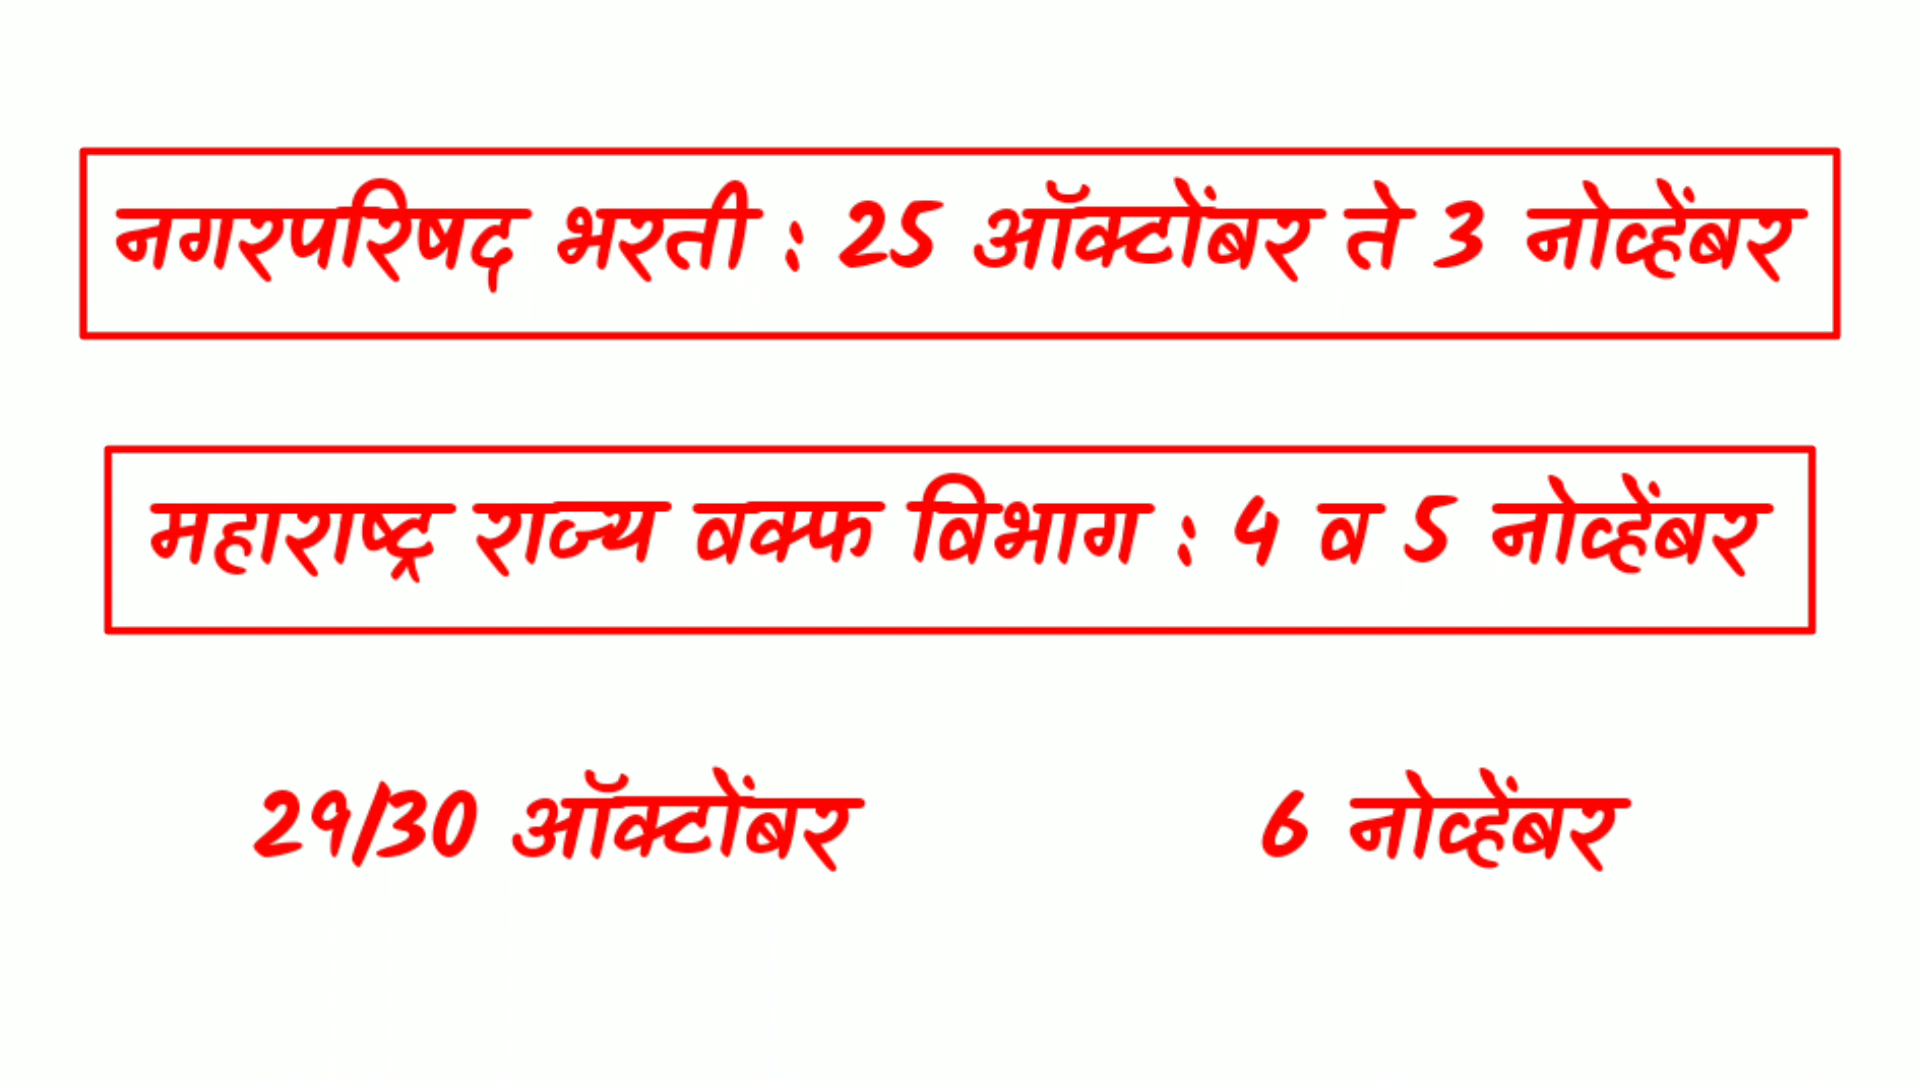 नगरपरिषद भरती : 25 ऑक्टोंबर ते 3 नोव्हेंबर
महाराष्ट्र राज्य वक्फ विभाग : 4 व 5 नोव्हेंबर
29/30 ऑक्टोंबर 6 नोव्हेंबर